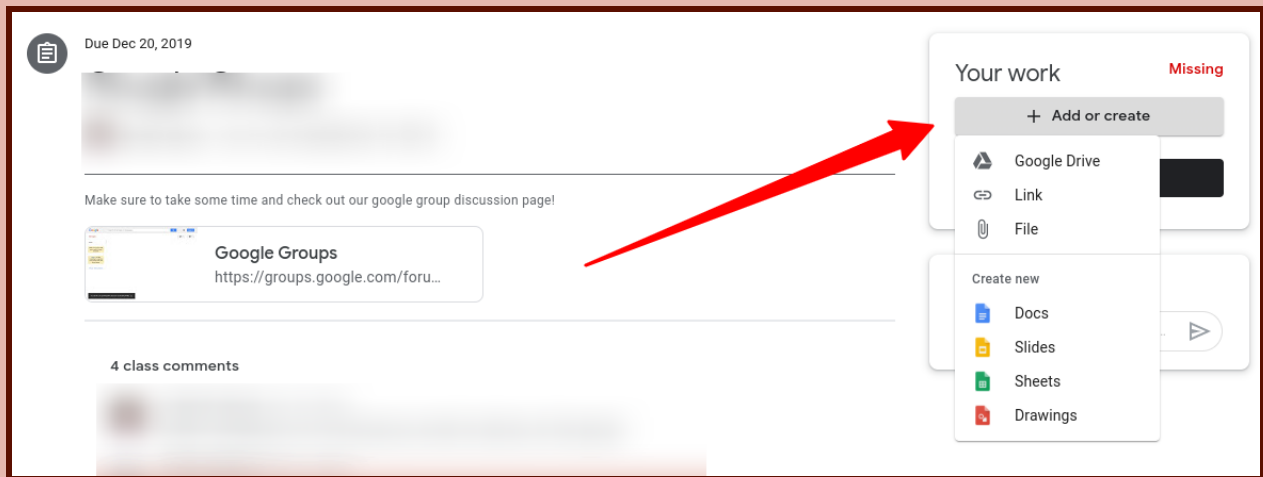 Due Dec 20, 2019
Make sure to take some time and check out our google group discussion page!
Google Groups
https://groups.google.com/foru...
4 class comments
Your work
Missing
+ Add or create
Google Drive
Link
File
Create new
Docs
Slides
Sheets
Drawings